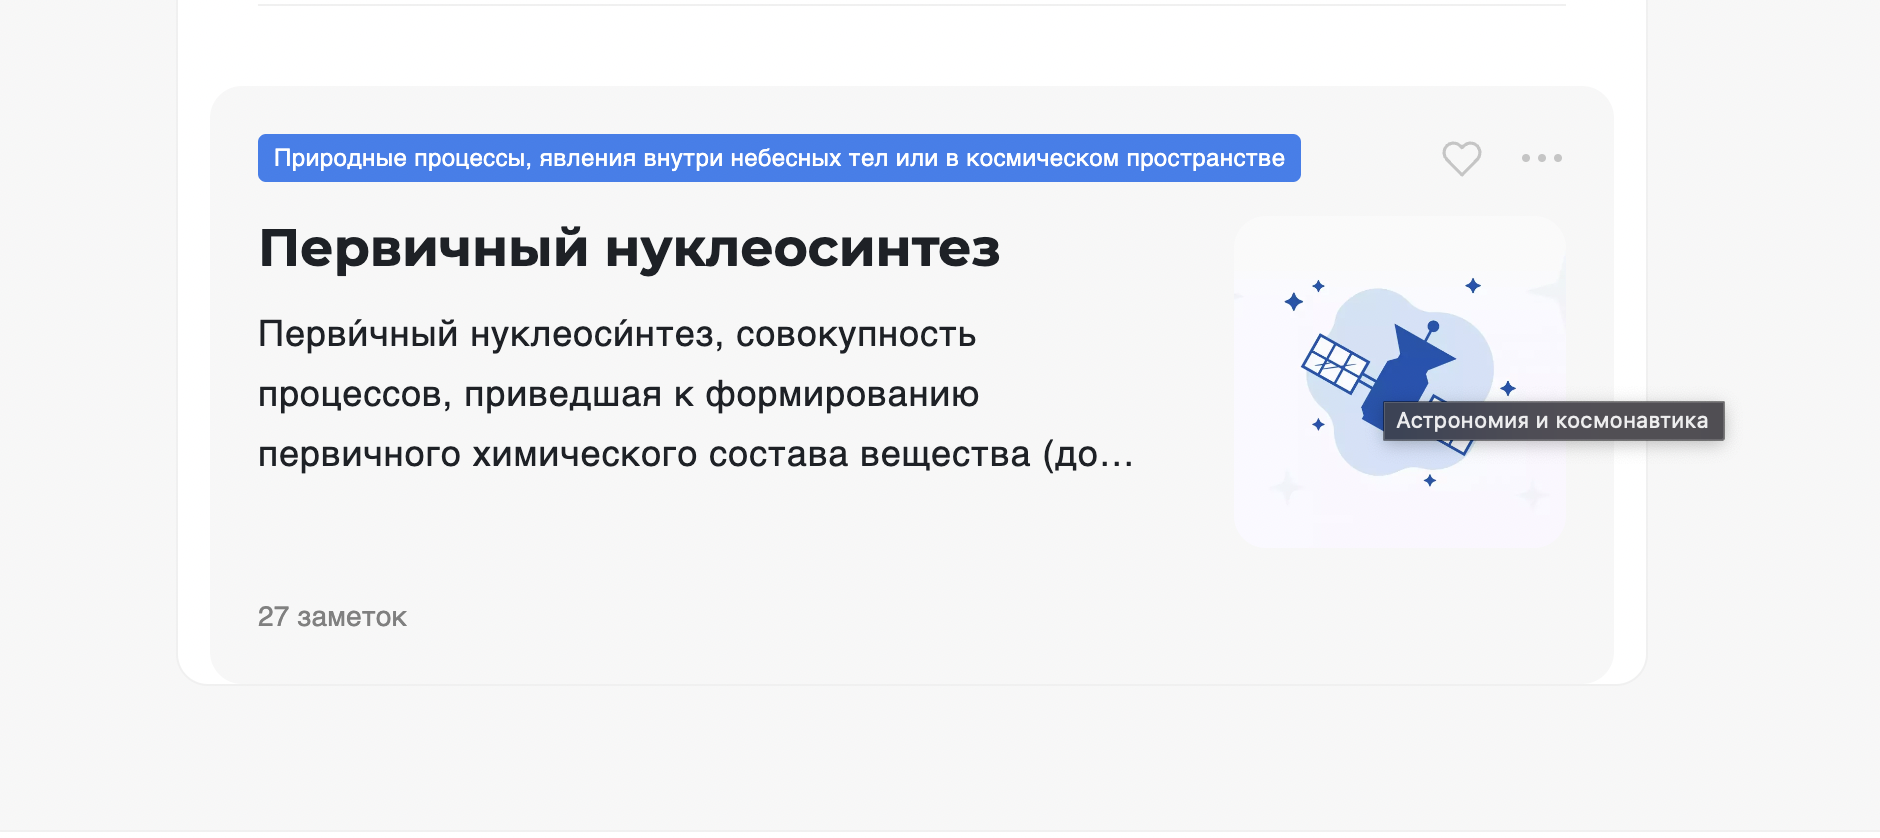 Природные процессы, явления внутри небесных тел или в космическом пространстве
Первичный нуклеосинтез
Перви́чный нуклеоси́нтез, совокупность
процессов, приведшая к формированию
первичного химического состава вещества (до...
Астрономия и космонавтика
27 заметок